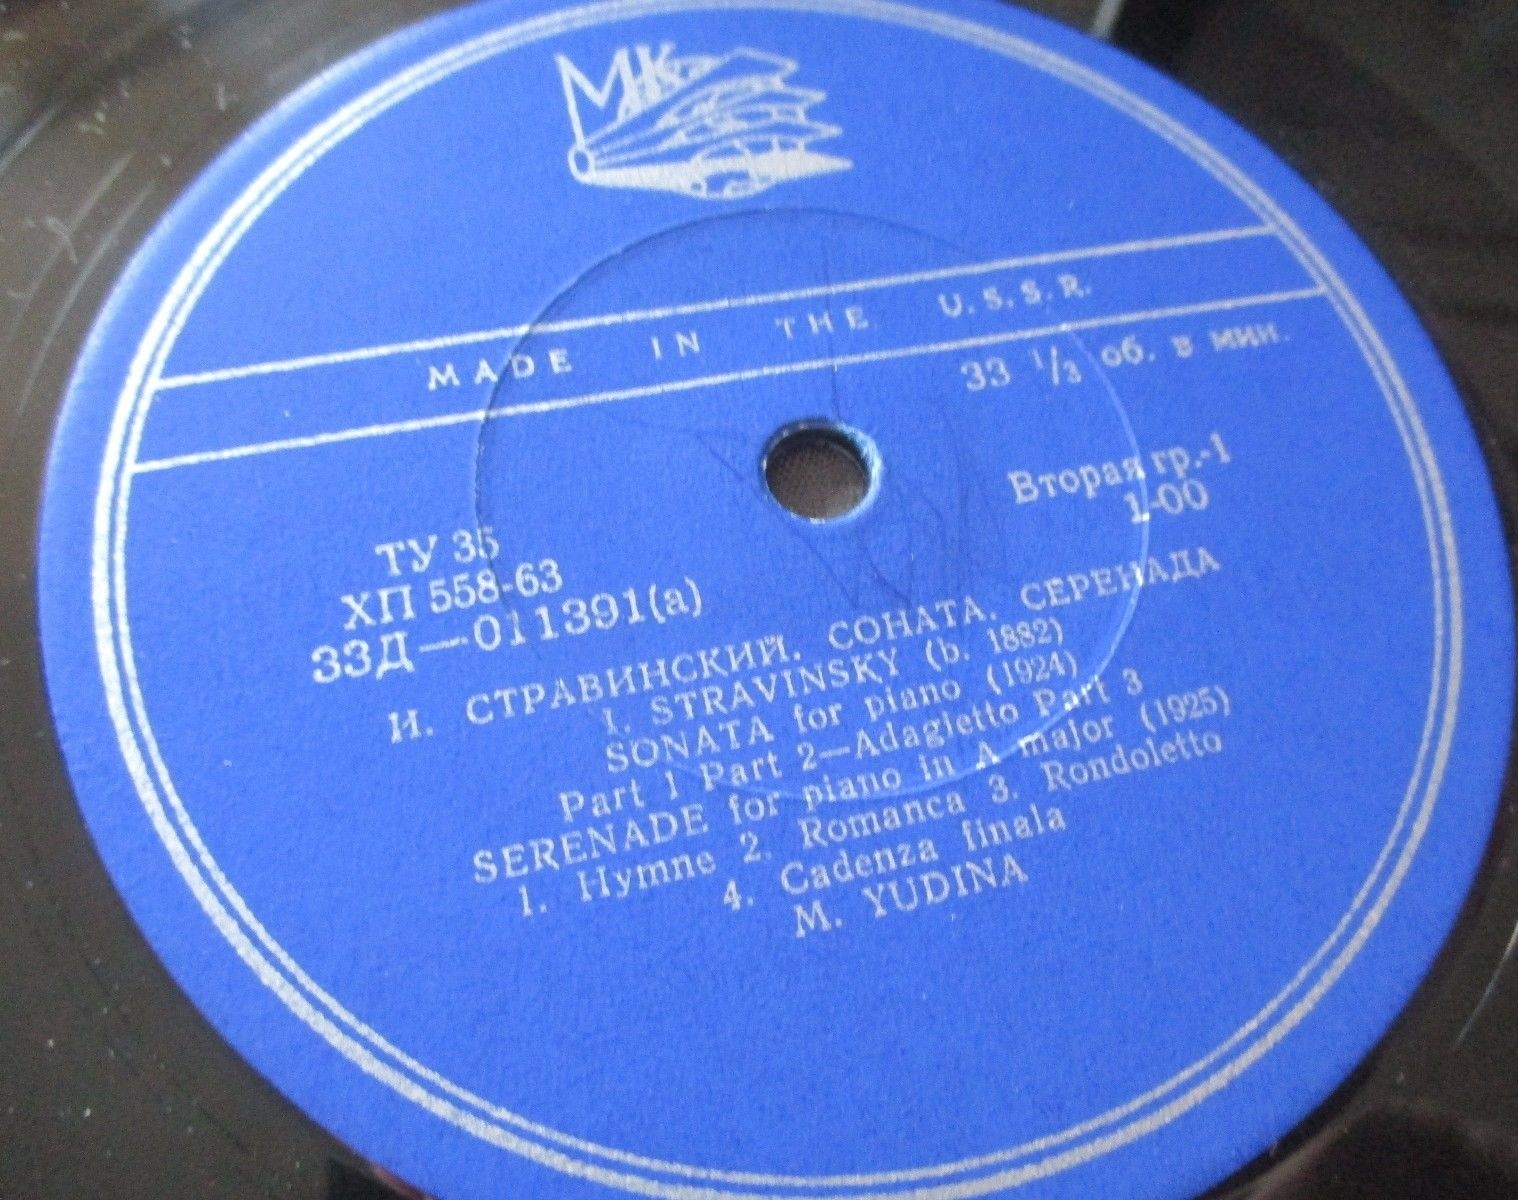 МК
MADE IN THE U.S.S.R.
33 1/3 об. в мин.
Вторая гр.-1
1-00
ТУ 35
ХП 558-63
33Д—011391(а)
И. СТРАВИНСКИЙ. СОНАТА. СЕРЕНАДА
I. STRAVINSKY (b. 1882)
SONATA for piano (1924)
Part 1 Part 2—Adagietto Part 3
SERENADE for piano in A major (1925)
1. Hymne 2. Romanca 3. Rondoletto
4. Cadenza finala
M. YUDINA